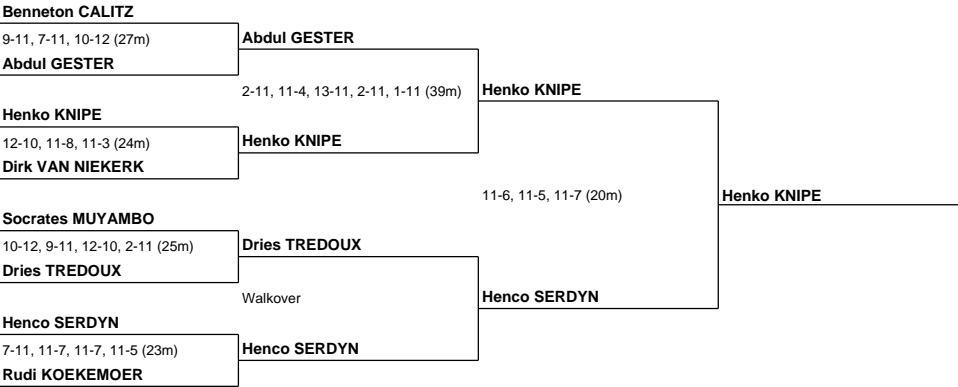 Benneton CALITZ
9-11, 7-11, 10-12 (27m)
Abdul GESTER
Henko KNIPE
12-10, 11-8, 11-3 (24m)
Dirk VAN NIEKERK
Socrates MUYAMBO
10-12, 9-11, 12-10, 2-11 (25m)
Dries TREDOUX
Henco SERDYN
7-11, 11-7, 11-7, 11-5 (23m)
Rudi KOEKEMOER
Abdul GESTER
2-11, 11-4, 13-11, 2-11, 1-11 (39m)
Henko KNIPE
Dries TREDOUX
Walkover
Henco SERDYN
Henko KNIPE
11-6, 11-5, 11-7 (20m)
Henco SERDYN
Henko KNIPE